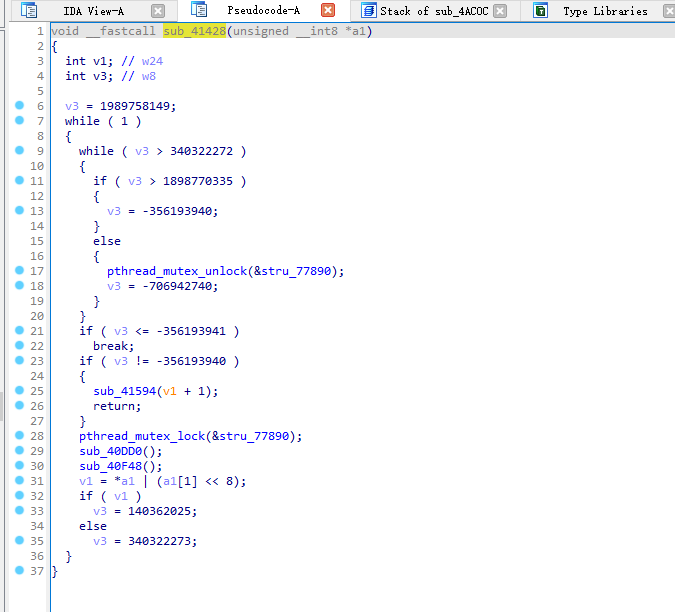 IDA View-A Pseudocode-A Stack of sub_4AC0C Type Libraries
1 void __fastcall sub_41428(unsigned __int8 *a1)
2 {
3 int v1; // w24
4 int v3; // w8
5
6 v3 = 1989758149;
7 while ( 1 )
8 {
9 while ( v3 > 340322272 )
10 {
11 if ( v3 > 1898770335 )
12 {
13 v3 = -356193940;
14 }
15 else
16 {
17 pthread_mutex_unlock(&stru_77890);
18 v3 = -706942740;
19 }
20 }
21 if ( v3 <= -356193941 )
22 break;
23 if ( v3 != -356193940 )
24 {
25 sub_41594(v1 + 1);
26 return;
27 }
28 pthread_mutex_lock(&stru_77890);
29 sub_40DD0();
30 sub_40F48();
31 v1 = *a1 | (a1[1] << 8);
32 if ( v1 )
33 v3 = 140362025;
34 else
35 v3 = 340322273;
36 }
37 }